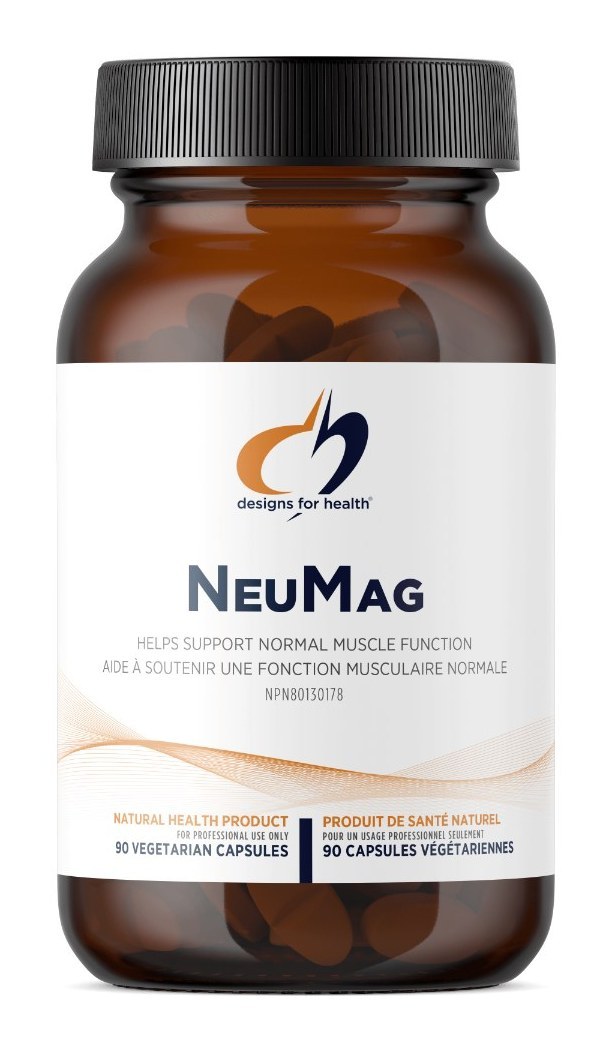 designs for health®
NEUMAG
HELPS SUPPORT NORMAL MUSCLE FUNCTION
AIDE À SOUTENIR UNE FONCTION MUSCULAIRE NORMALE
NPN80130178
NATURAL HEALTH PRODUCT
FOR PROFESSIONAL USE ONLY
90 VEGETARIAN CAPSULES
PRODUIT DE SANTÉ NATUREL
POUR UN USAGE PROFESSIONNEL SEULEMENT
90 CAPSULES VÉGÉTARIENNES